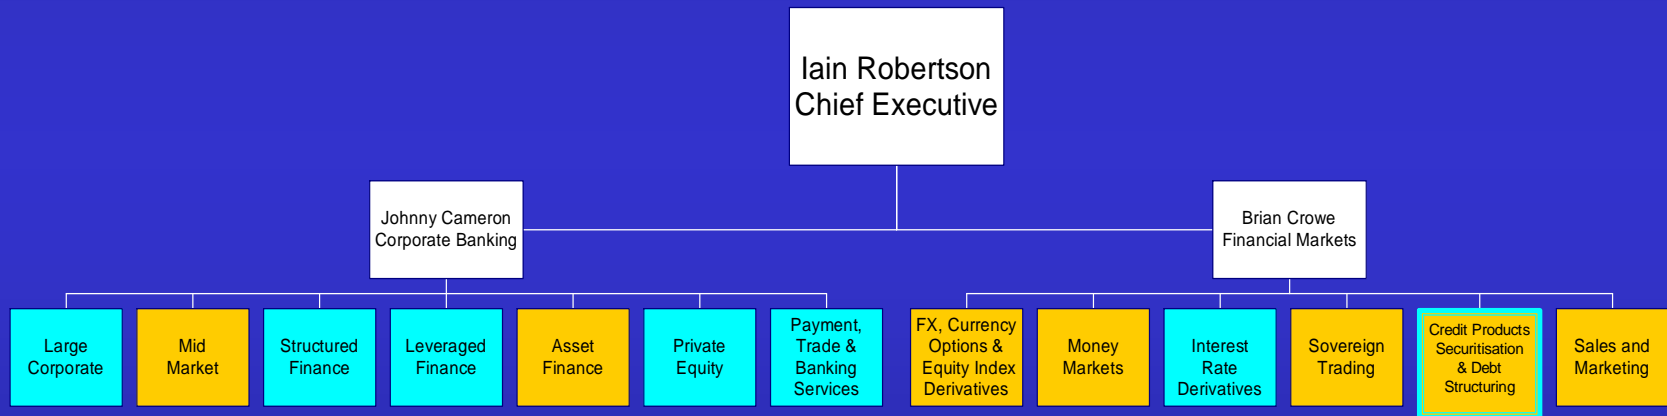 Iain Robertson
Chief Executive
Johnny Cameron
Corporate Banking
Brian Crowe
Financial Markets
Large
Corporate
Mid
Market
Structured
Finance
Leveraged
Finance
Asset
Finance
Private
Equity
Payment,
Trade &
Banking
Services
FX, Currency
Options &
Equity Index
Derivatives
Money
Markets
Interest
Rate
Derivatives
Sovereign
Trading
Credit Products
Securitisation
& Debt
Structuring
Sales and
Marketing